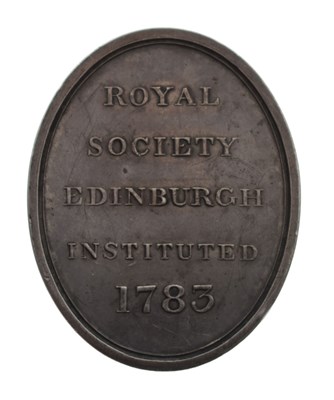 ROYAL
SOCIETY
EDINBURGH
INSTITUTED
1783